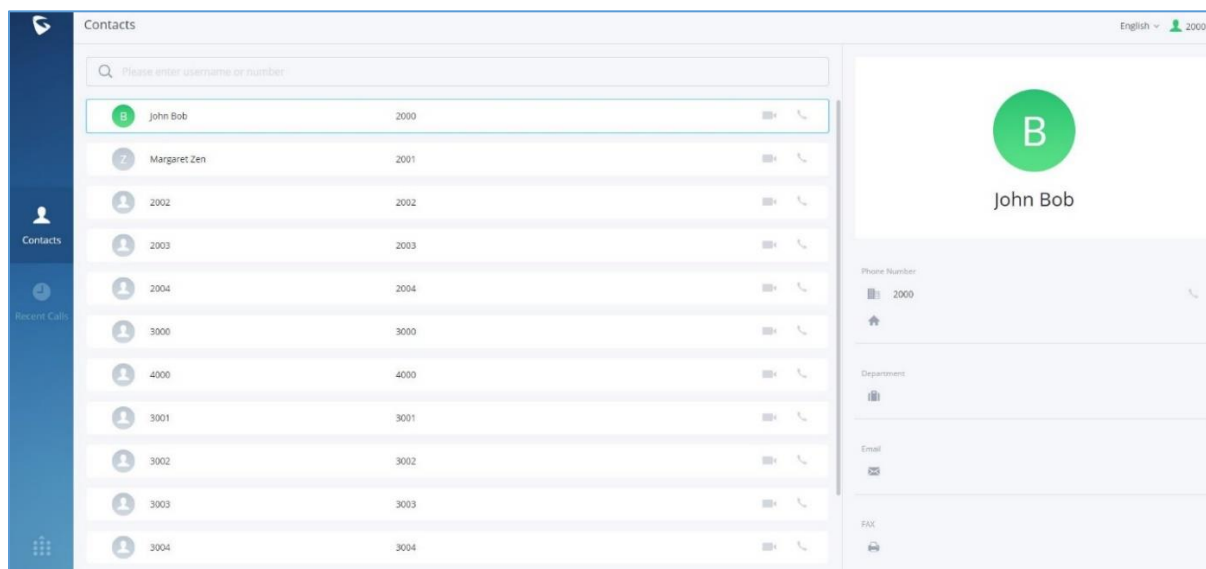 Contacts
English
2000
Please enter username or number
B John Bob 2000
Z Margaret Zen 2001
2002 2002
2003 2003
2004 2004
3000 3000
4000 4000
3001 3001
3002 3002
3003 3003
3004 3004
Contacts
Recent Calls
B
John Bob
Phone Number
2000
Department
Email
FAX